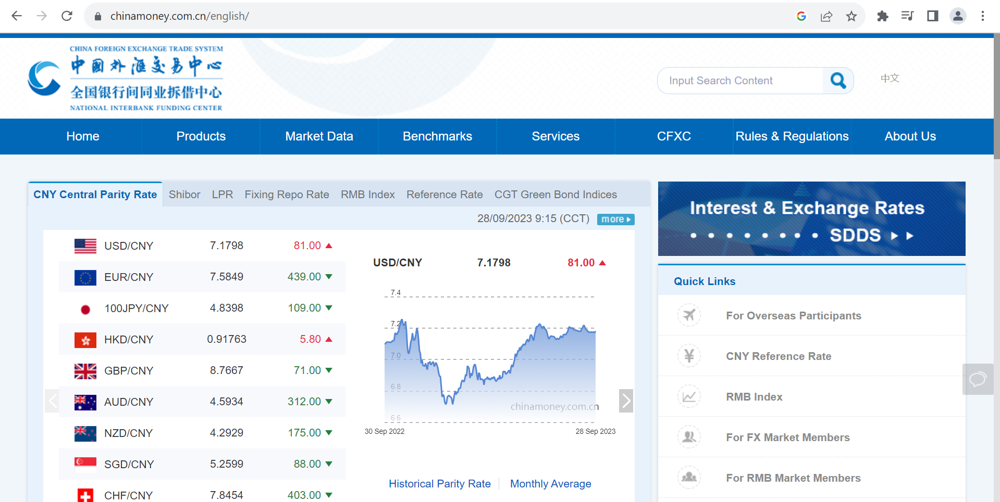 chinamoney.com.cn/english/
CHINA FOREIGN EXCHANGE TRADE SYSTEM
中國外滙交易中心
全国银行间同业拆借中心
NATIONAL INTERBANK FUNDING CENTER
Input Search Content
中文
Home Products Market Data Benchmarks Services CFXC Rules & Regulations About Us
CNY Central Parity Rate Shibor LPR Fixing Repo Rate RMB Index Reference Rate CGT Green Bond Indices
28/09/2023 9:15 (CCT) more
USD/CNY 7.1798 81.00
EUR/CNY 7.5849 439.00
100JPY/CNY 4.8398 109.00
HKD/CNY 0.91763 5.80
GBP/CNY 8.7667 71.00
AUD/CNY 4.5934 312.00
NZD/CNY 4.2929 175.00
SGD/CNY 5.2599 88.00
CHF/CNY 7.8454 403.00
USD/CNY 7.1798 81.00
7.4
7.2
7.0
6.8
chinamoney.com.cn
6.6
30 Sep 2022 28 Sep 2023
Historical Parity Rate Monthly Average
Interest & Exchange Rates
SDDS
Quick Links
For Overseas Participants
CNY Reference Rate
RMB Index
For FX Market Members
For RMB Market Members